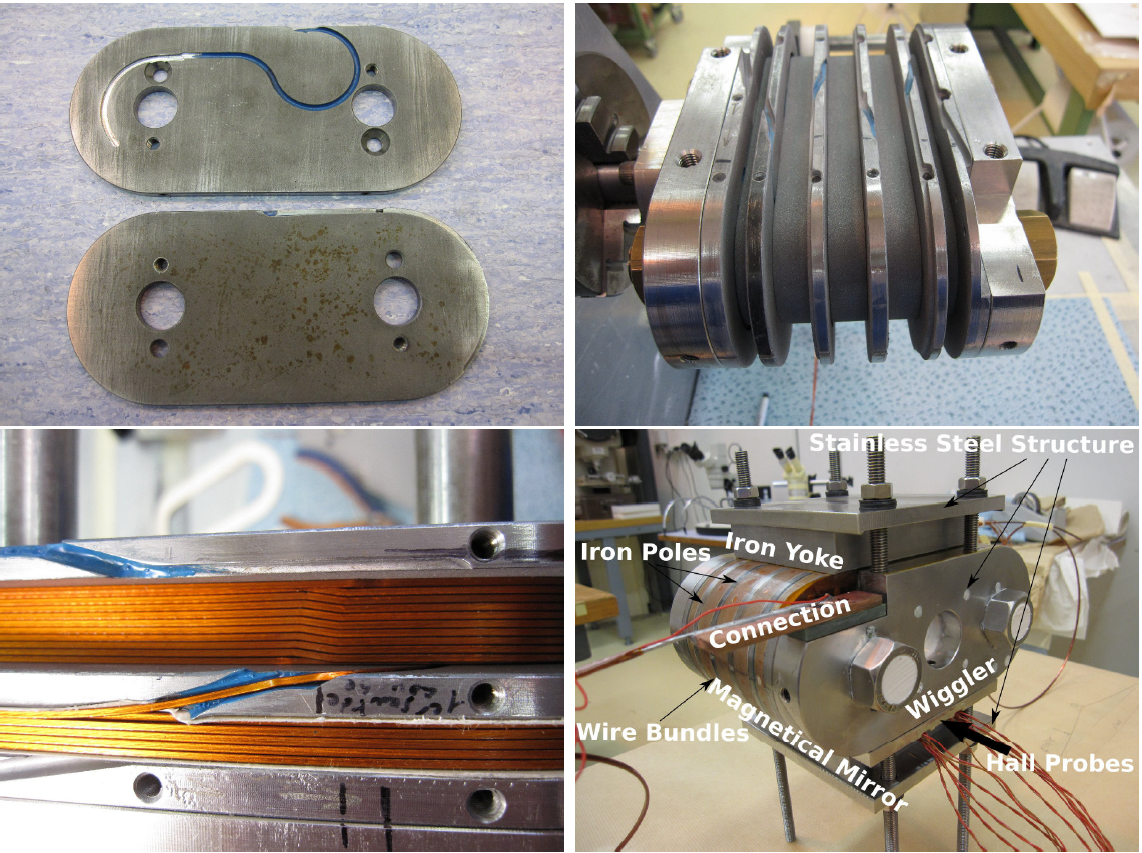 Stainless Steel Structure
Iron Poles
Iron Yoke
Connection
Wiggler
Wire Bundles
Magnetical Mirror
Hall Probes